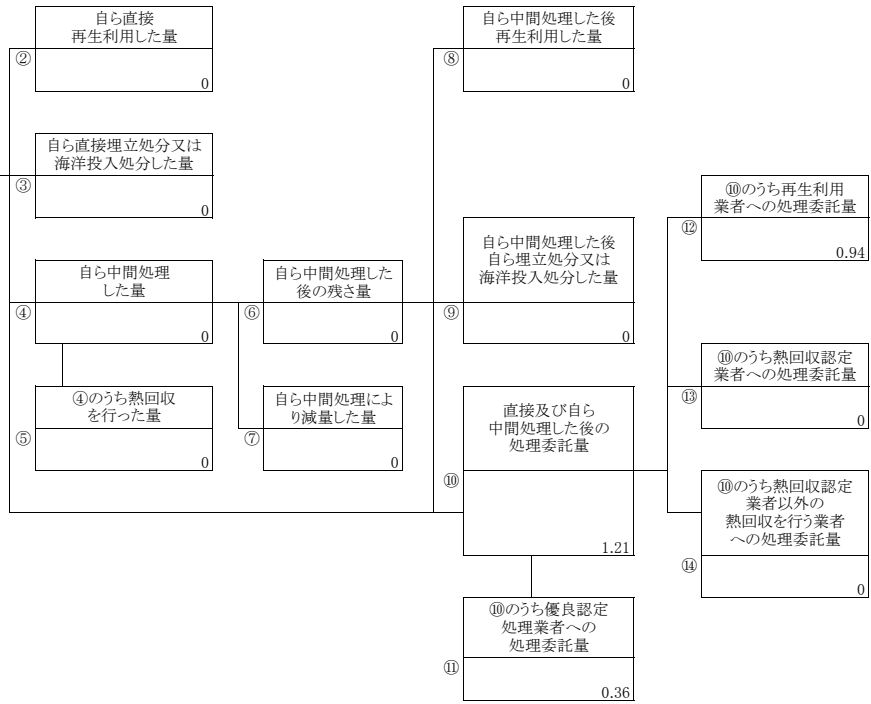 自ら直接
再生利用した量
②
0
自ら直接埋立処分又は
海洋投入処分した量
③
0
自ら中間処理
した量
④
0
④のうち熱回収
を行った量
⑤
0
自ら中間処理した
後の残さ量
⑥
0
自ら中間処理によ
り減量した量
⑦
0
自ら中間処理した後
再生利用した量
⑧
0
自ら中間処理した後
自ら埋立処分又は
海洋投入処分した量
⑨
0
直接及び自ら
中間処理した後の
処理委託量
⑩
1.21
⑩のうち優良認定
処理業者への
処理委託量
⑪
0.36
⑩のうち再生利用
業者への処理委託量
⑫
0.94
⑩のうち熱回収認定
業者への処理委託量
⑬
0
⑩のうち熱回収認定
業者以外の
熱回収を行う業者
への処理委託量
⑭
0